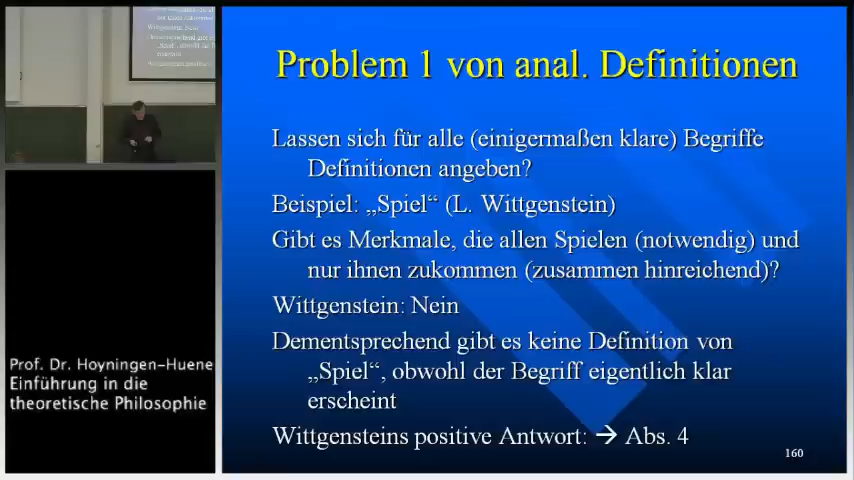 Problem 1 von anal. Definitionen
Lassen sich für alle (einigermaßen klare) Begriffe
Definitionen angeben?
Beispiel: „Spiel“ (L. Wittgenstein)
Gibt es Merkmale, die allen Spielen (notwendig) und
nur ihnen zukommen (zusammen hinreichend)?
Wittgenstein: Nein
Dementsprechend gibt es keine Definition von
„Spiel“, obwohl der Begriff eigentlich klar
erscheint
Wittgensteins positive Antwort: → Abs. 4
160
Prof. Dr. Hoyningen-Huene
Einführung in die
theoretische Philosophie